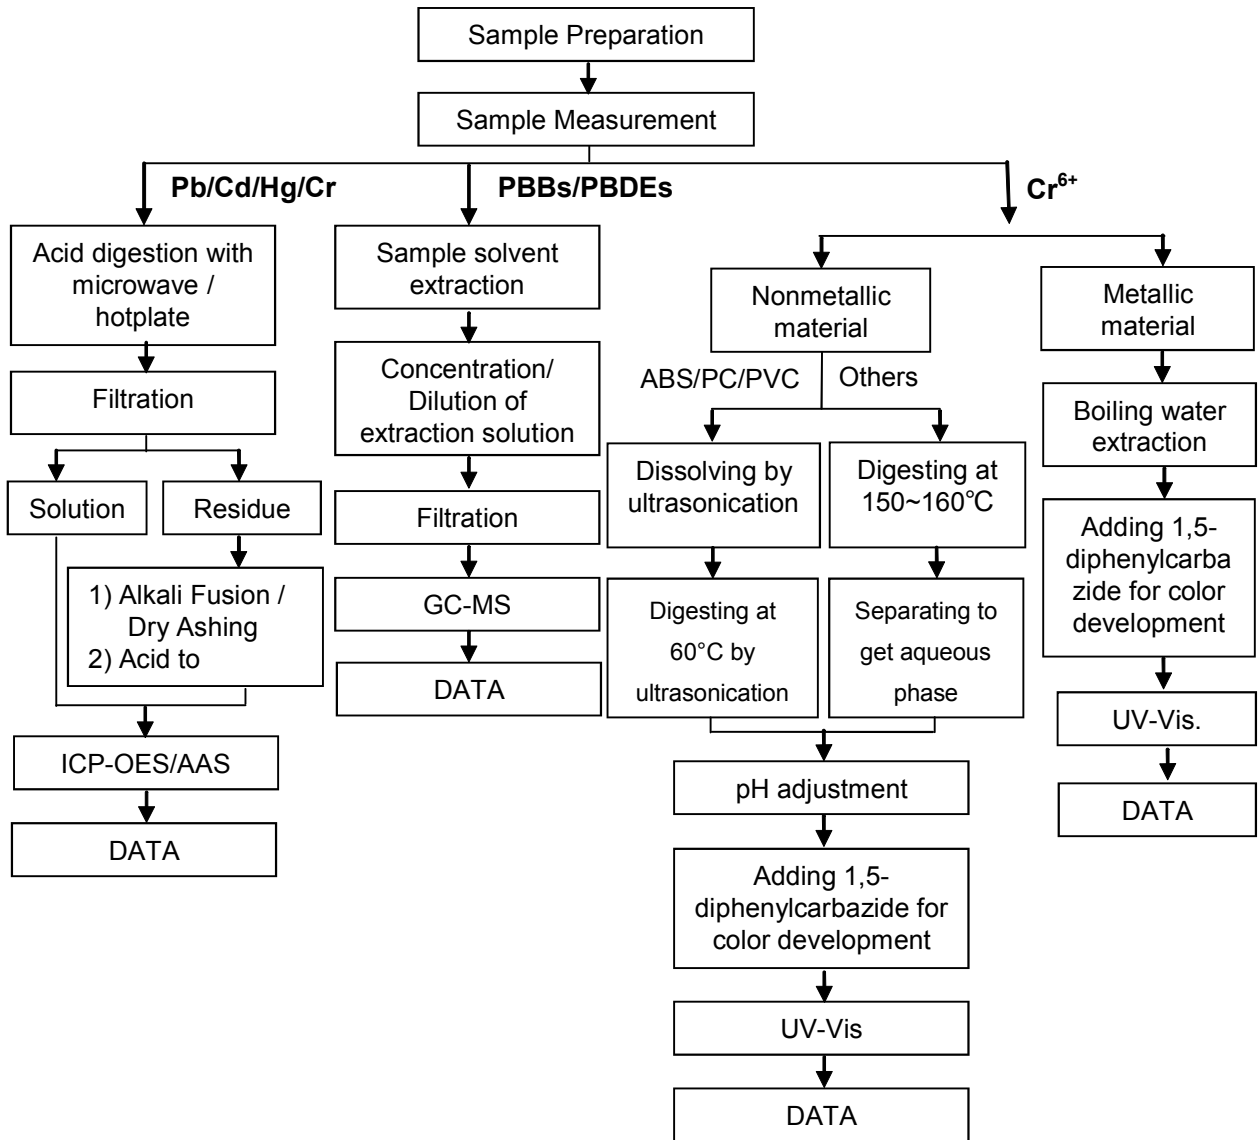 Sample Preparation
Sample Measurement
Pb/Cd/Hg/Cr
PBBs/PBDEs
Cr⁶⁺
Acid digestion with
microwave /
hotplate
Filtration
Solution
Residue
1) Alkali Fusion /
Dry Ashing
2) Acid to
ICP-OES/AAS
DATA
Sample solvent
extraction
Concentration/
Dilution of
extraction solution
Filtration
GC-MS
DATA
Nonmetallic
material
ABS/PC/PVC
Others
Dissolving by
ultrasonication
Digesting at
60°C by
ultrasonication
Digesting at
150~160℃
Separating to
get aqueous
phase
pH adjustment
Adding 1,5-
diphenylcarbazide for
color development
UV-Vis
DATA
Metallic
material
Boiling water
extraction
Adding 1,5-
diphenylcarba
zide for color
development
UV-Vis.
DATA